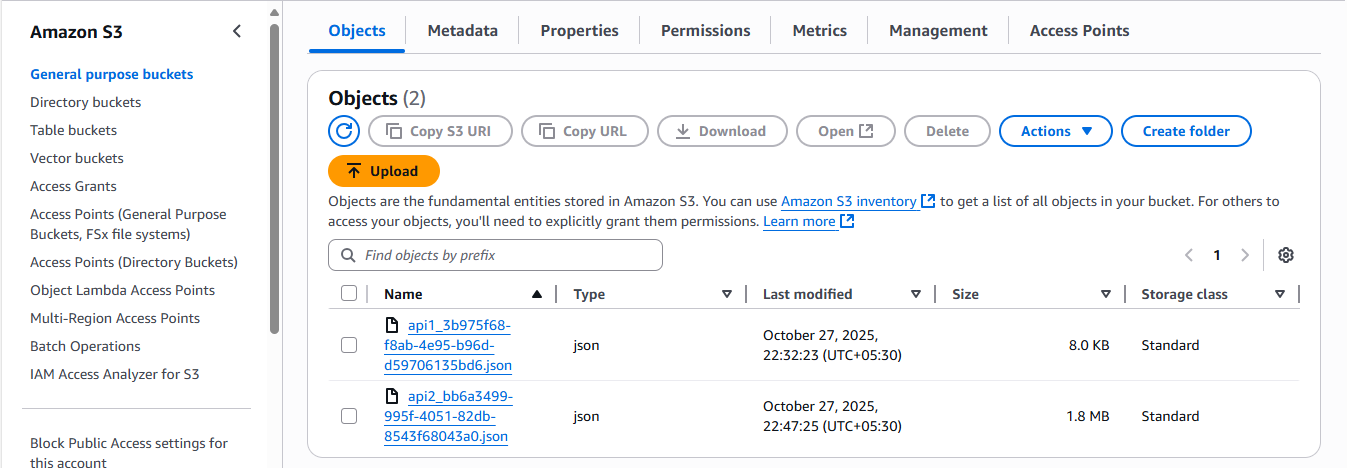 Amazon S3
General purpose buckets
Directory buckets
Table buckets
Vector buckets
Access Grants
Access Points (General Purpose
Buckets, FSx file systems)
Access Points (Directory Buckets)
Object Lambda Access Points
Multi-Region Access Points
Batch Operations
IAM Access Analyzer for S3
Block Public Access settings for
this account
Objects Metadata Properties Permissions Metrics Management Access Points
Objects (2)
Copy S3 URI Copy URL Download Open Delete Actions Create folder
Upload
Objects are the fundamental entities stored in Amazon S3. You can use Amazon S3 inventory to get a list of all objects in your bucket. For others to
access your objects, you'll need to explicitly grant them permissions. Learn more
Find objects by prefix 1
Name Type Last modified Size Storage class
api1_3b975f68-
f8ab-4e95-b96d-
d59706135bd6.json
json
October 27, 2025,
22:32:23 (UTC+05:30)
8.0 KB
Standard
api2_bb6a3499-
995f-4051-82db-
8543f68043a0.json
json
October 27, 2025,
22:47:25 (UTC+05:30)
1.8 MB
Standard